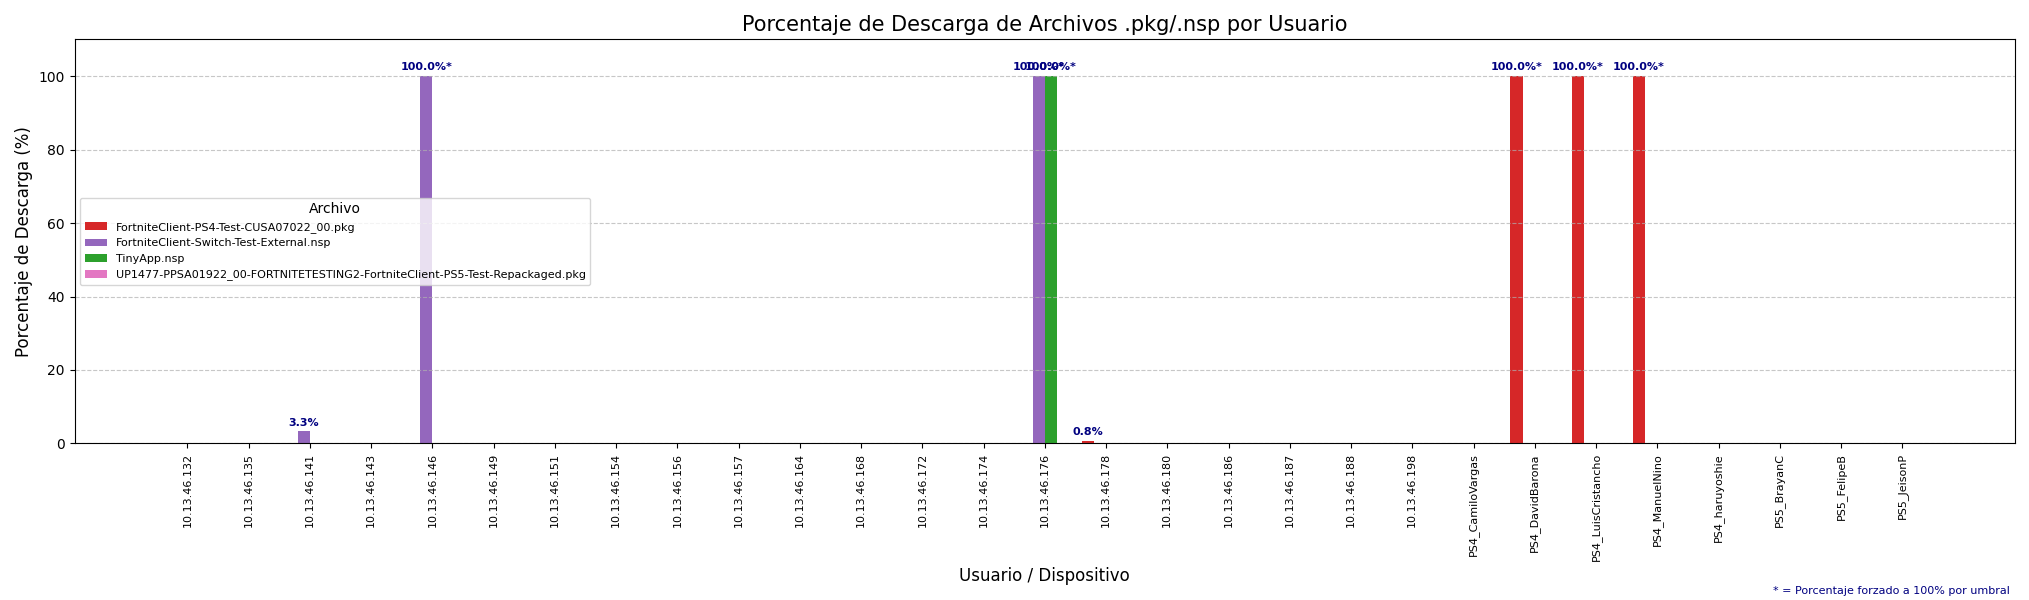 Porcentaje de Descarga de Archivos .pkg/.nsp por Usuario
Porcentaje de Descarga (%)
100
80
60
40
20
0
3.3%
100.0%*
100.0%*
100.0%*
0.8%
100.0%*
100.0%*
100.0%*
Archivo
FortniteClient-PS4-Test-CUSA07022_00.pkg
FortniteClient-Switch-Test-External.nsp
TinyApp.nsp
UP1477-PPSA01922_00-FORTNITETESTING2-FortniteClient-PS5-Test-Repackaged.pkg
10.13.46.132
10.13.46.135
10.13.46.141
10.13.46.143
10.13.46.146
10.13.46.149
10.13.46.151
10.13.46.154
10.13.46.156
10.13.46.157
10.13.46.164
10.13.46.168
10.13.46.172
10.13.46.174
10.13.46.176
10.13.46.178
10.13.46.180
10.13.46.186
10.13.46.187
10.13.46.188
10.13.46.198
PS4_CamiloVargas
PS4_DavidBarona
PS4_LuisCristancho
PS4_ManuelNino
PS4_haruyoshie
PS5_BrayanC
PS5_FelipeB
PS5_JeisonP
Usuario / Dispositivo
* = Porcentaje forzado a 100% por umbral